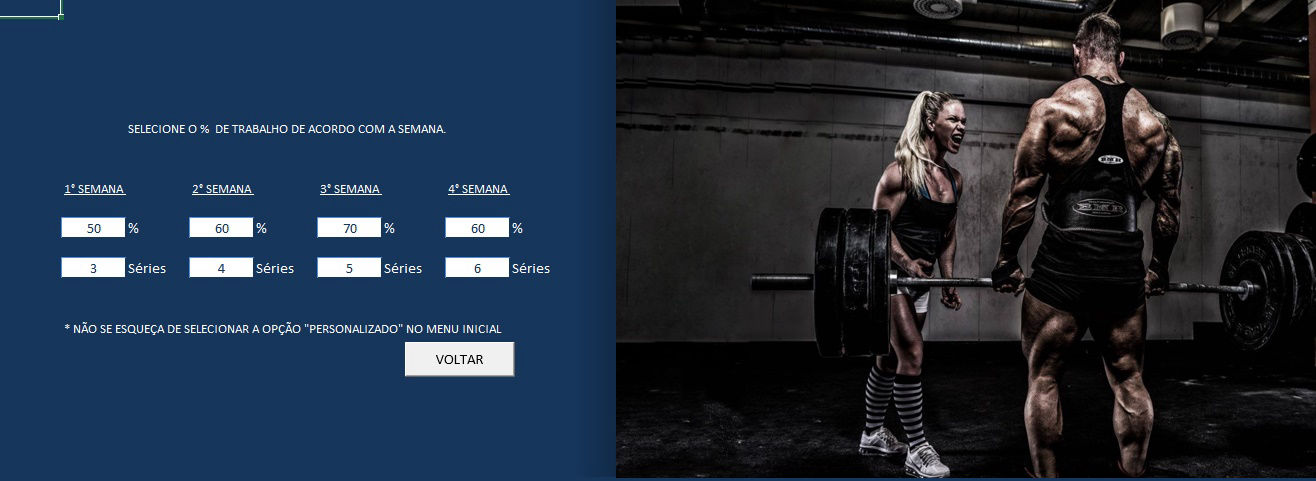 SELECIONE O % DE TRABALHO DE ACORDO COM A SEMANA.
1° SEMANA 2° SEMANA 3° SEMANA 4° SEMANA
50 % 60 % 70 % 60 %
3 Séries 4 Séries 5 Séries 6 Séries
* NÃO SE ESQUEÇA DE SELECIONAR A OPÇÃO "PERSONALIZADO" NO MENU INICIAL
VOLTAR